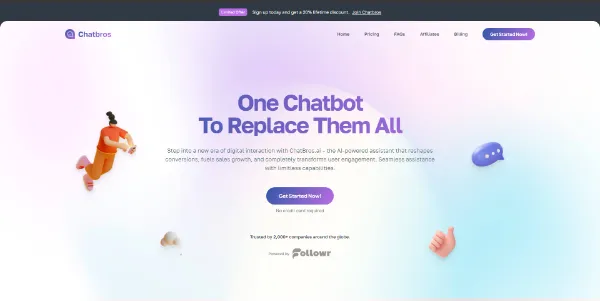 Limited Offer Sign up today and get a 20% lifetime discount. Join Chatbros
Chatbros Home Pricing FAQs Affiliates Billing Get Started Now!
One Chatbot
To Replace Them All
Step into a new era of digital interaction with ChatBros.ai – the AI-powered assistant that reshapes
conversions, fuels sales growth, and completely transforms user engagement. Seamless assistance
with limitless capabilities.
Get Started Now!
No credit card required
Trusted by 2,000+ companies around the globe.
Powered by Followr